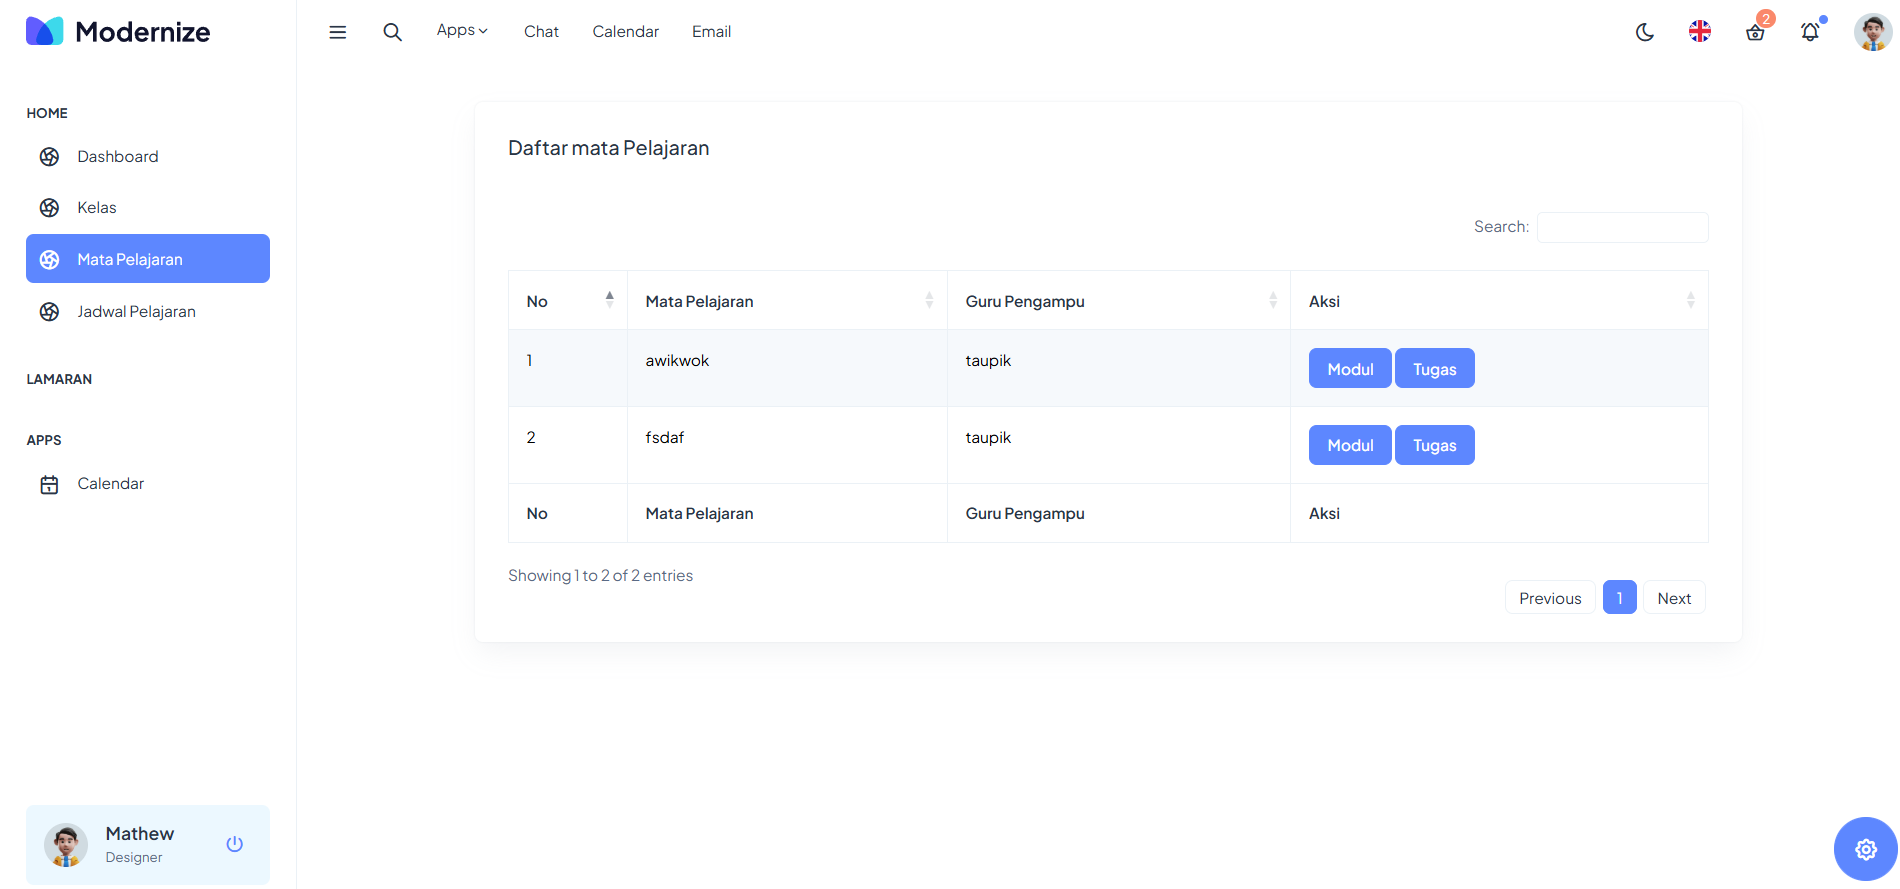 Modernize
Apps Chat Calendar Email
2
HOME
Dashboard
Kelas
Mata Pelajaran
Jadwal Pelajaran
LAMARAN
APPS
Calendar
Mathew
Designer
Daftar mata Pelajaran
Search:
No Mata Pelajaran Guru Pengampu Aksi
1 awikwok taupik Modul Tugas
2 fsdaf taupik Modul Tugas
No Mata Pelajaran Guru Pengampu Aksi
Showing 1 to 2 of 2 entries
Previous 1 Next